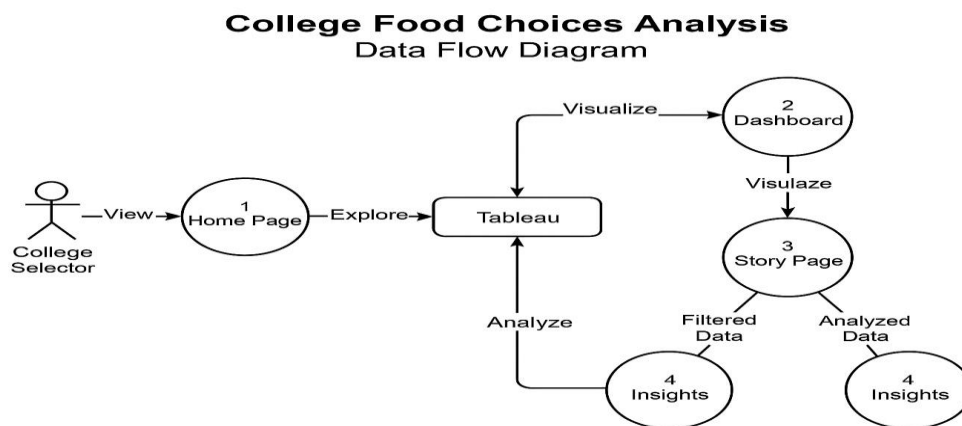 College Food Choices Analysis
Data Flow Diagram
Visualize
2
Dashboard
Visulaze
View
1
Home Page
Explore
Tableau
College
Selector
3
Story Page
Analyze
Filtered
Data
Analyzed
Data
4
Insights
4
Insights